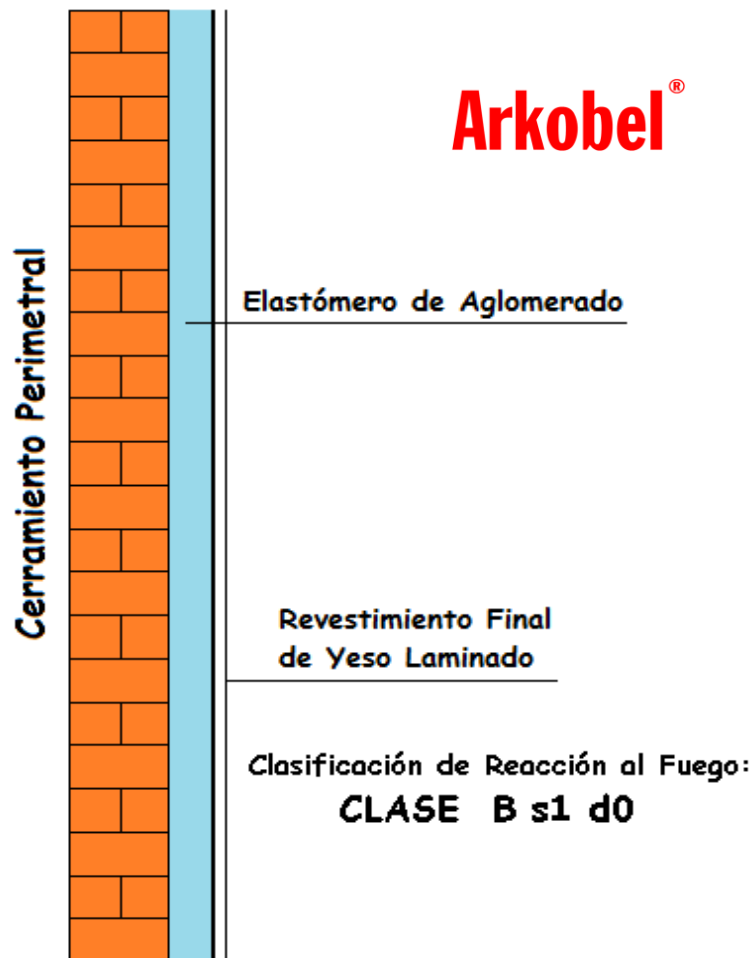 Arkobel®
Cerramiento Perimetral
Elastómero de Aglomerado
Revestimiento Final
de Yeso Laminado
Clasificación de Reacción al Fuego:
CLASE B s1 d0